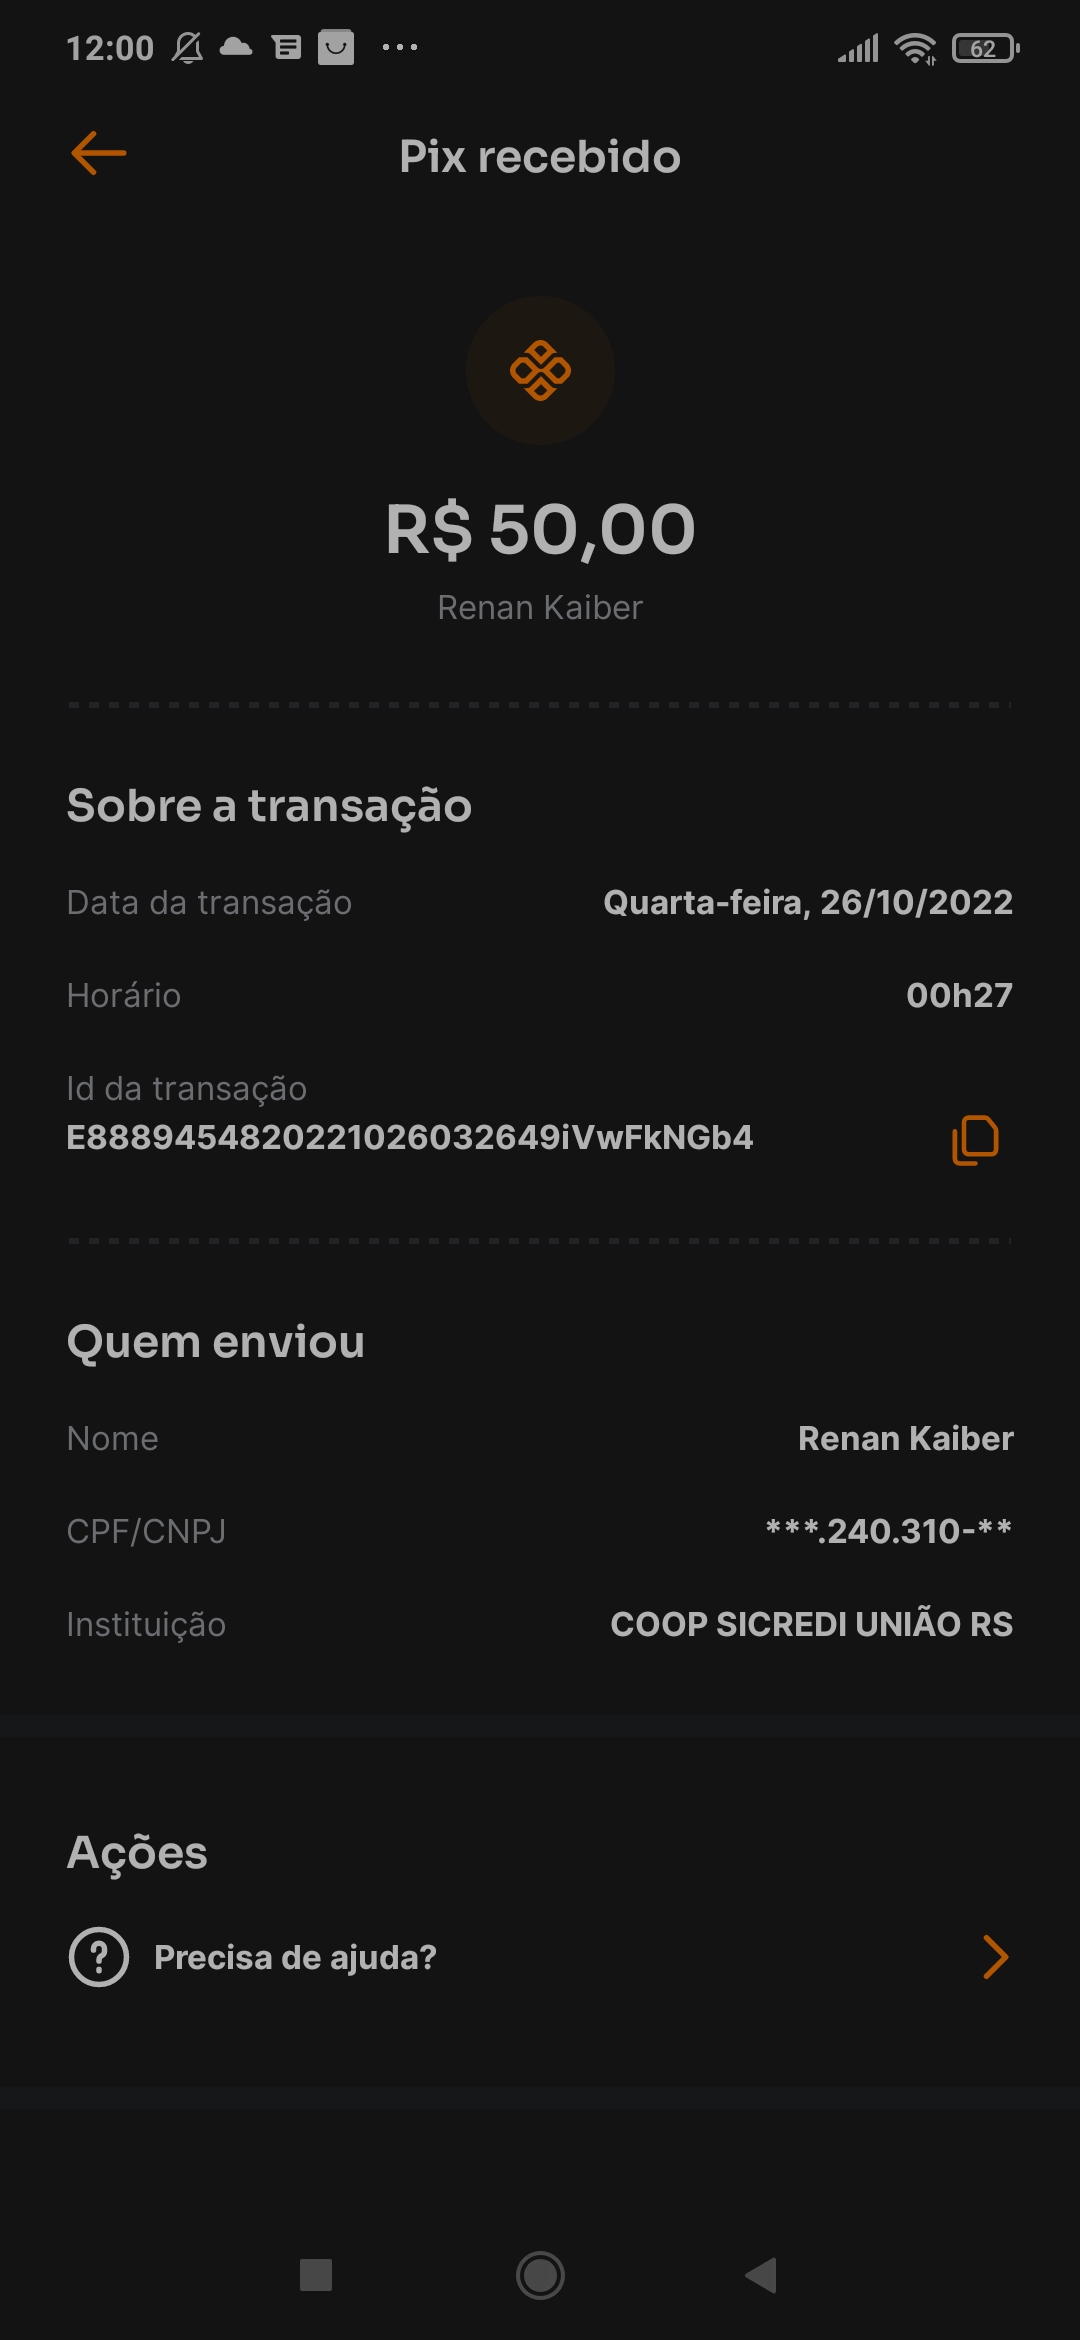 12:00
62
Pix recebido
R$ 50,00
Renan Kaiber
Sobre a transação
Data da transação Quarta-feira, 26/10/2022
Horário 00h27
Id da transação
E88894548202210260326​49iVwFkNGb4
Quem enviou
Nome Renan Kaiber
CPF/CNPJ ***.240.310-**
Instituição COOP SICREDI UNIÃO RS
Ações
Precisa de ajuda?